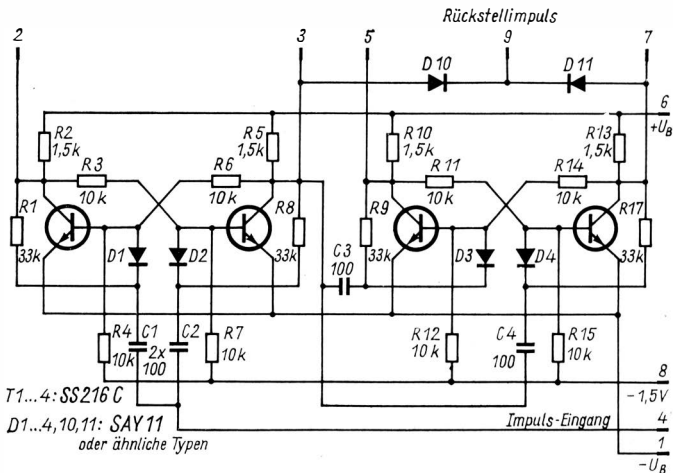 Rückstellimpuls
2
3
5
9
7
D10
D11
6
+U_B
R2
1,5k
R5
1,5k
R10
1,5k
R13
1,5k
R3
10k
R6
10k
R11
10k
R14
10k
R1
33k
R8
33k
R9
33k
R17
33k
D1
D2
D3
D4
C3
100
R4
10k
C1
2x
100
C2
R7
10k
R12
10k
C4
100
R15
10k
8
-1,5V
T1...4: SS216 C
D1...4,10,11: SAY 11
oder ähnliche Typen
Impuls-Eingang
4
1
-U_B